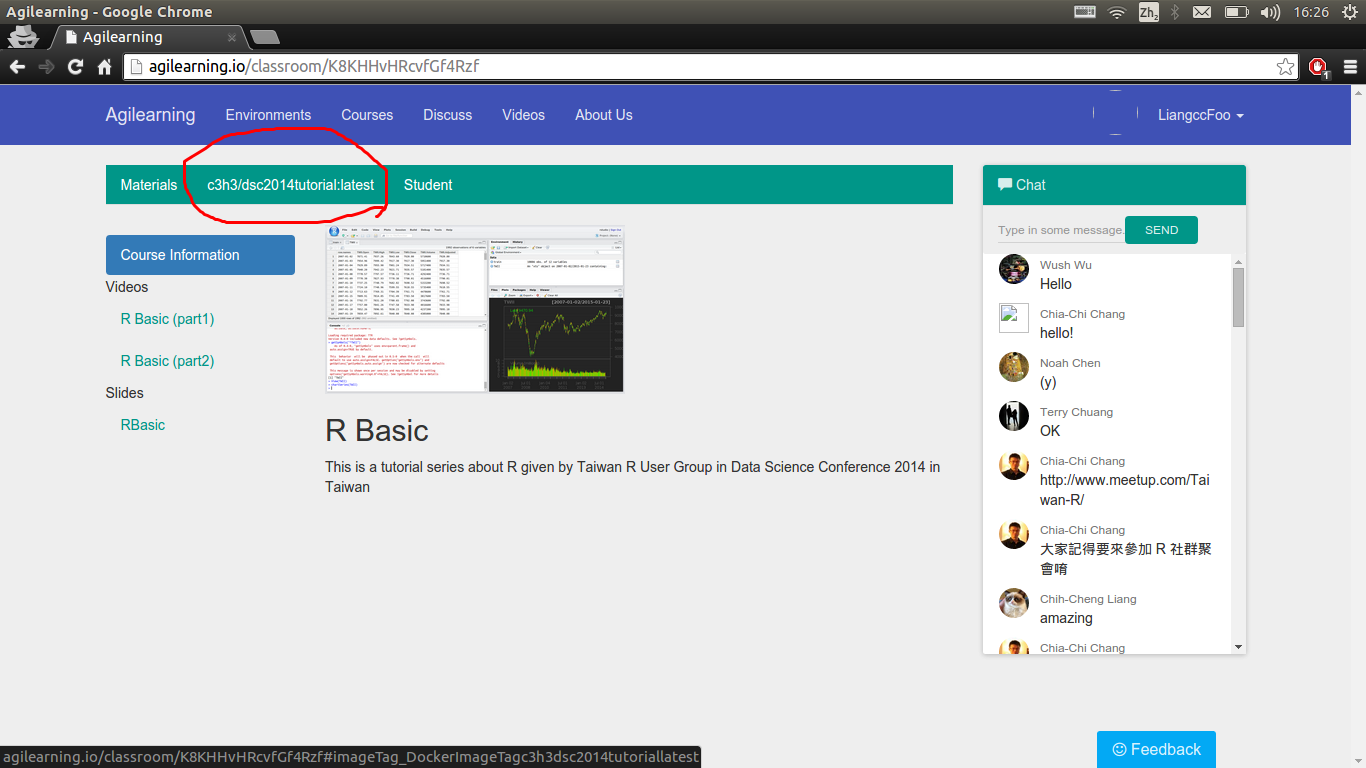 Agilearning - Google Chrome
Zh2
16:26
Agilearning
agilearning.io/classroom/K8KHHvHRcvfGf4Rzf
1
Agilearning Environments Courses Discuss Videos About Us LiangccFoo
Materials c3h3/dsc2014tutorial:latest Student
Course Information
Videos
R Basic (part1)
R Basic (part2)
Slides
RBasic
R Basic
This is a tutorial series about R given by Taiwan R User Group in Data Science Conference 2014 in
Taiwan
Chat
Type in some message. SEND
Wush Wu
Hello
Chia-Chi Chang
hello!
Noah Chen
(y)
Terry Chuang
OK
Chia-Chi Chang
http://www.meetup.com/Tai
wan-R/
Chia-Chi Chang
大家記得要來參加 R 社群聚
會唷
Chih-Cheng Liang
amazing
Chia-Chi Chang
Feedback
agilearning.io/classroom/K8KHHvHRcvfGf4Rzf#imageTag_DockerImageTagc3h3dsc2014tutoriallatest